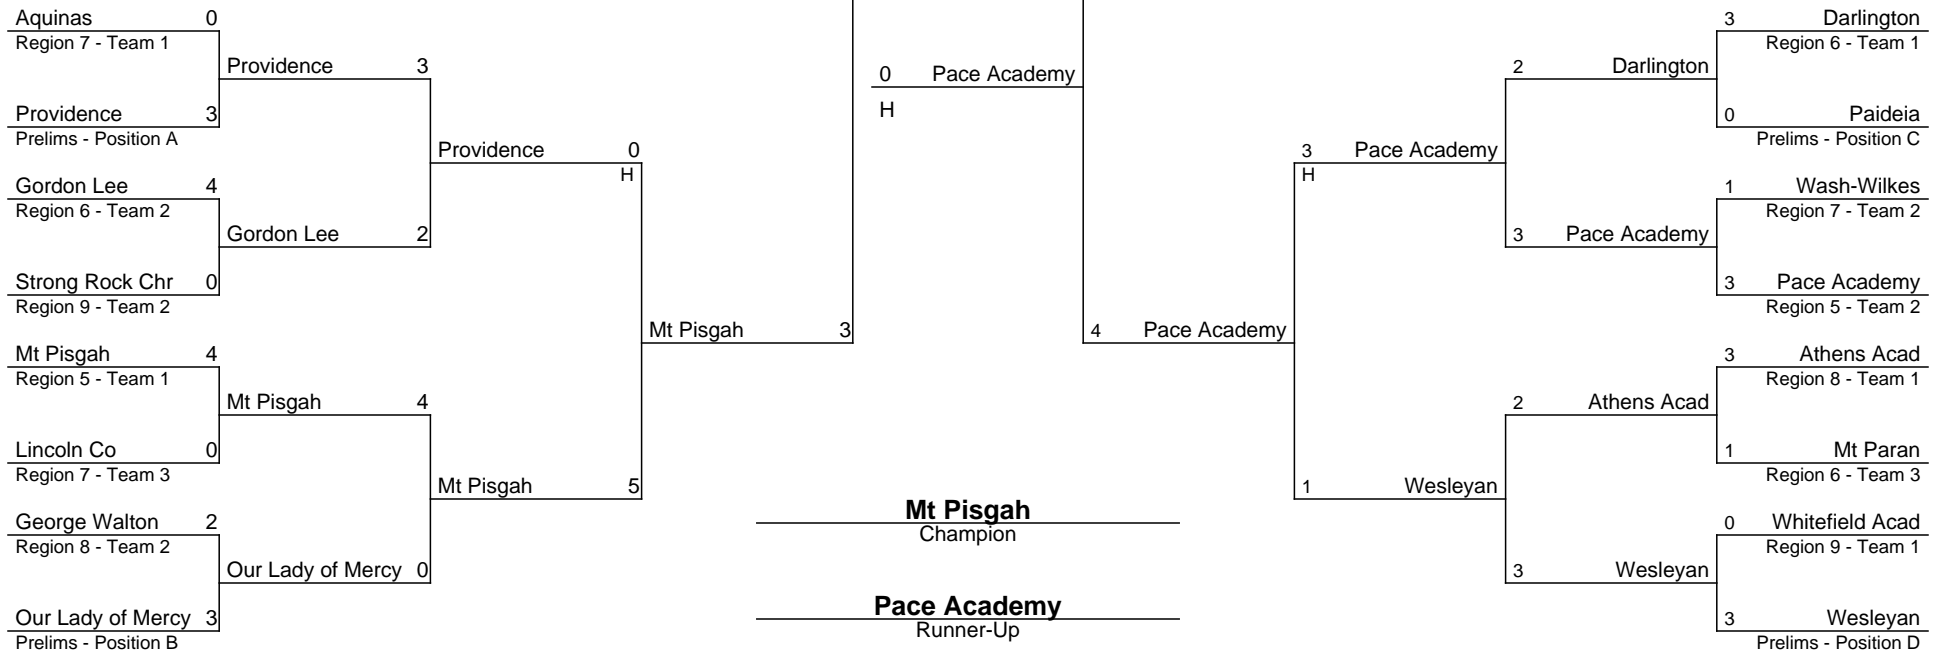 Aquinas 0
Region 7 - Team 1
Providence 3
Providence 3
Prelims - Position A
Providence 0
H
Gordon Lee 4
Region 6 - Team 2
Gordon Lee 2
Strong Rock Chr 0
Region 9 - Team 2
Mt Pisgah 3
Mt Pisgah 4
Region 5 - Team 1
Mt Pisgah 4
Lincoln Co 0
Region 7 - Team 3
Mt Pisgah 5
George Walton 2
Region 8 - Team 2
Our Lady of Mercy 0
Our Lady of Mercy 3
Prelims - Position B
0 Pace Academy
H
Mt Pisgah
Champion
Pace Academy
Runner-Up
3 Darlington
Region 6 - Team 1
2 Darlington
0 Paideia
Prelims - Position C
3 Pace Academy
H
1 Wash-Wilkes
Region 7 - Team 2
3 Pace Academy
3 Pace Academy
Region 5 - Team 2
4 Pace Academy
3 Athens Acad
Region 8 - Team 1
2 Athens Acad
1 Mt Paran
Region 6 - Team 3
1 Wesleyan
0 Whitefield Acad
Region 9 - Team 1
3 Wesleyan
3 Wesleyan
Prelims - Position D